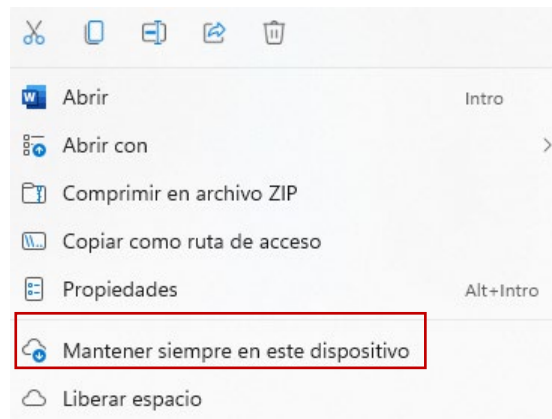 Abrir Intro
Abrir con
Comprimir en archivo ZIP
Copiar como ruta de acceso
Propiedades Alt+Intro
Mantener siempre en este dispositivo
Liberar espacio